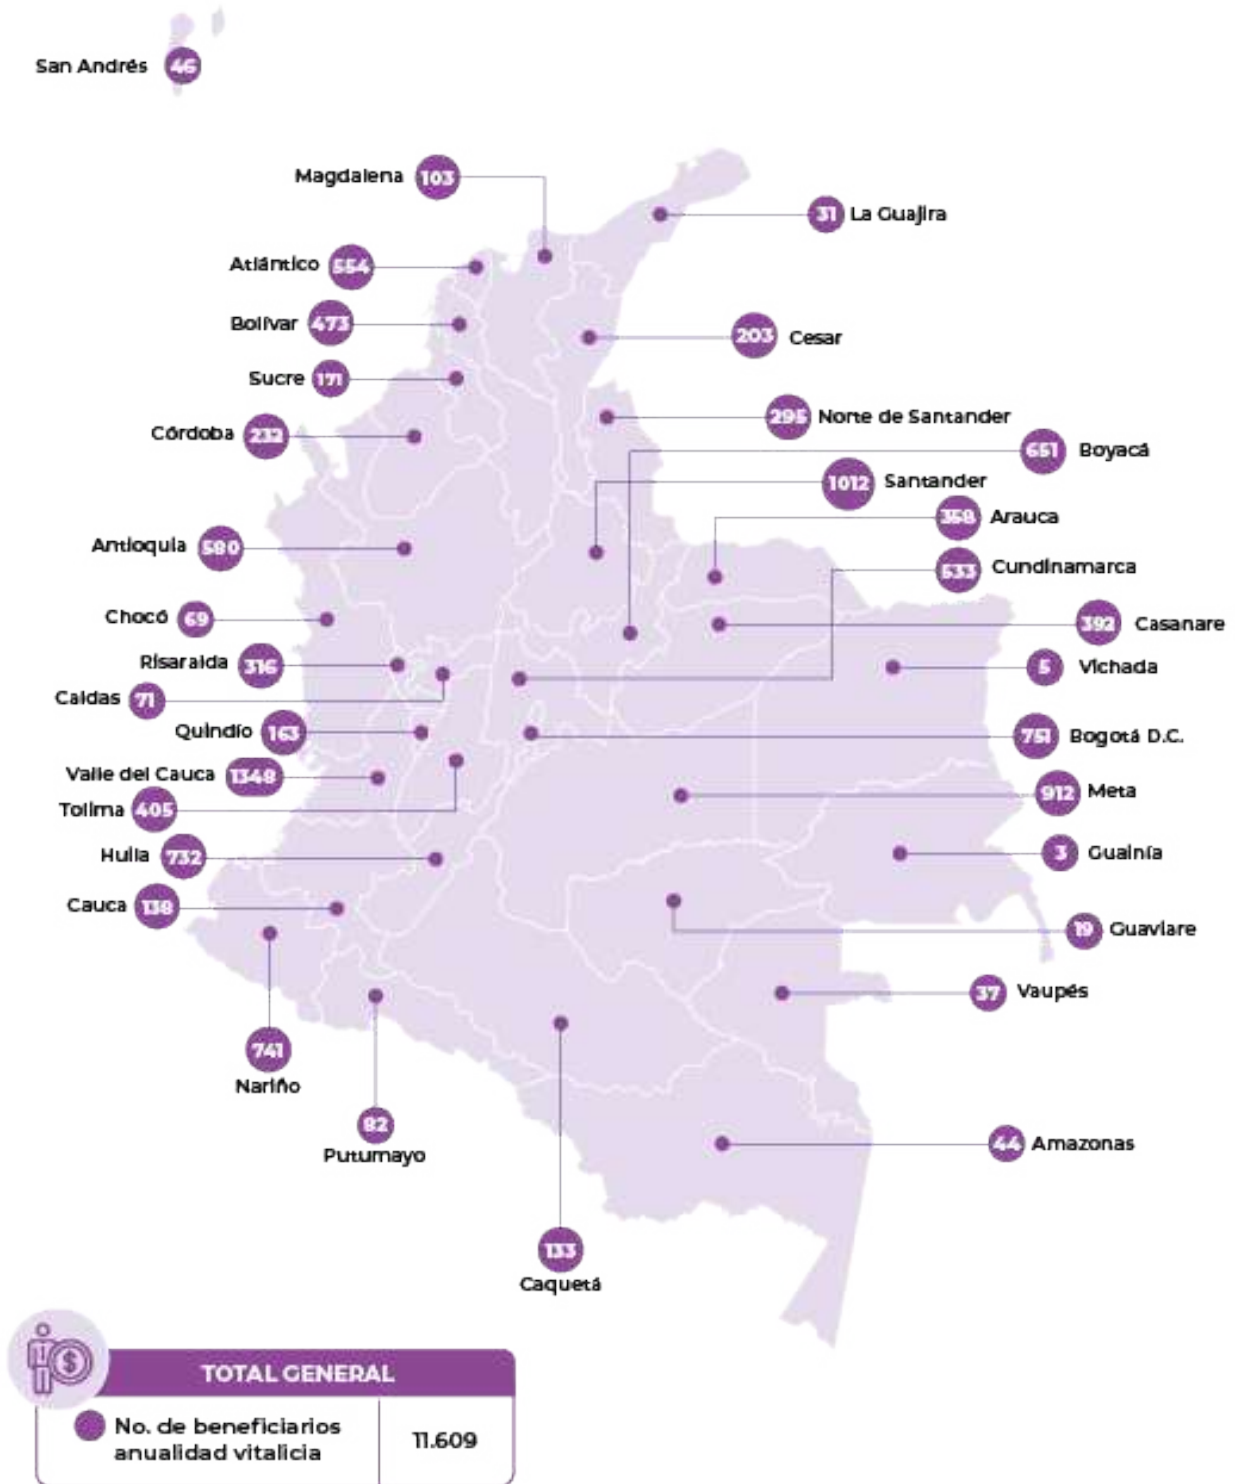 San Andrés 46
Magdalena 103
31 La Guajira
Atlántico 554
Bolívar 473
203 Cesar
Sucre 171
295 Norte de Santander
Córdoba 232
651 Boyacá
1012 Santander
358 Arauca
Antioquia 580
533 Cundinamarca
Chocó 69
392 Casanare
Risaralda 316
5 Vichada
Caldas 71
Quindío 163
751 Bogotá D.C.
Valle del Cauca 1348
912 Meta
Tolima 405
Huila 732
3 Guainía
Cauca 138
19 Guaviare
37 Vaupés
741
Nariño
82
Putumayo
44 Amazonas
133
Caquetá
TOTAL GENERAL
No. de beneficiarios
anualidad vitalicia
11.609